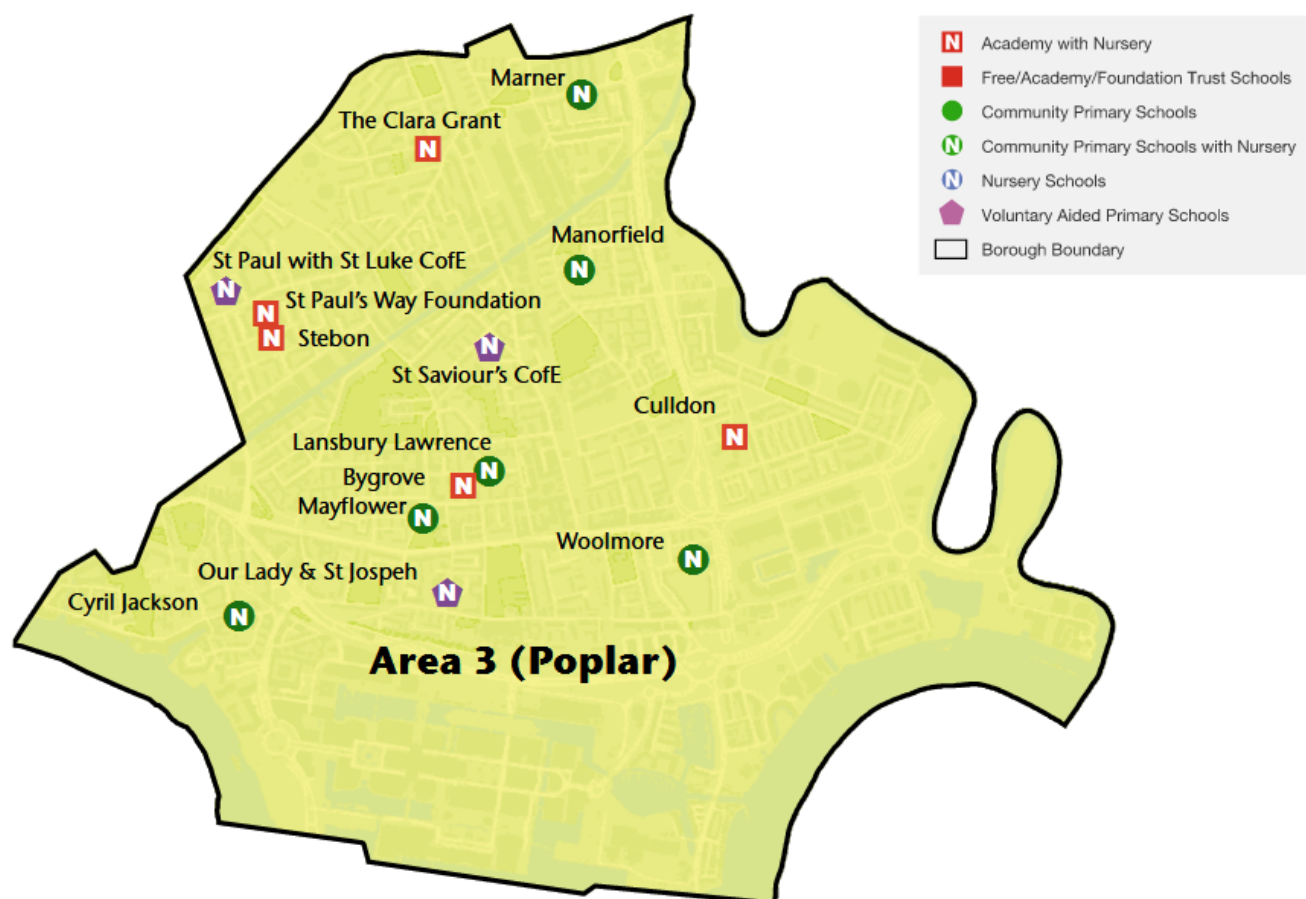 Marner
N
The Clara Grant
N
Manorfield
N
St Paul with St Luke CofE
N
St Paul's Way Foundation
N
Stebon
N
St Saviour's CofE
N
Culldon
N
Lansbury Lawrence
N
Bygrove
N
Mayflower
N
Woolmore
N
Our Lady & St Jospeh
N
Cyril Jackson
N
Area 3 (Poplar)
N Academy with Nursery
Free/Academy/Foundation Trust Schools
Community Primary Schools
N Community Primary Schools with Nursery
N Nursery Schools
Voluntary Aided Primary Schools
Borough Boundary